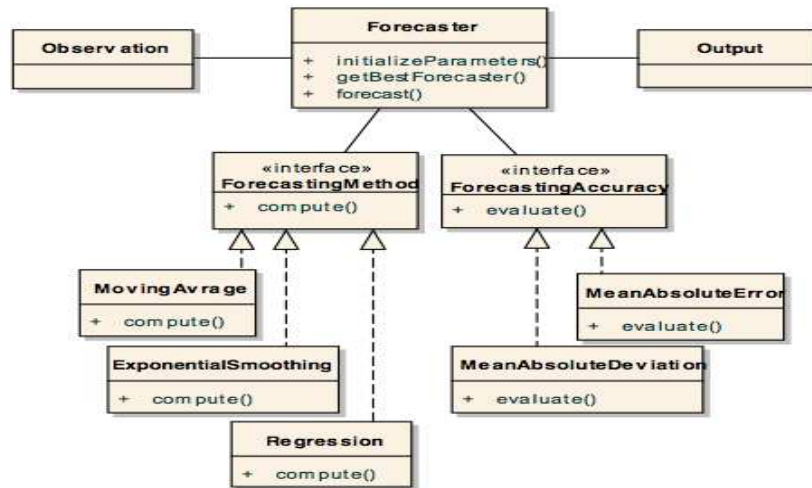 Forecaster
+ initializeParameters()
+ getBestForecaster()
+ forecast()
Observation
Output
«interface»
ForecastingMethod
+ compute()
«interface»
ForecastingAccuracy
+ evaluate()
MovingAvrage
+ compute()
MeanAbsoluteError
+ evaluate()
ExponentialSmoothing
+ compute()
MeanAbsoluteDeviation
+ evaluate()
Regression
+ compute()